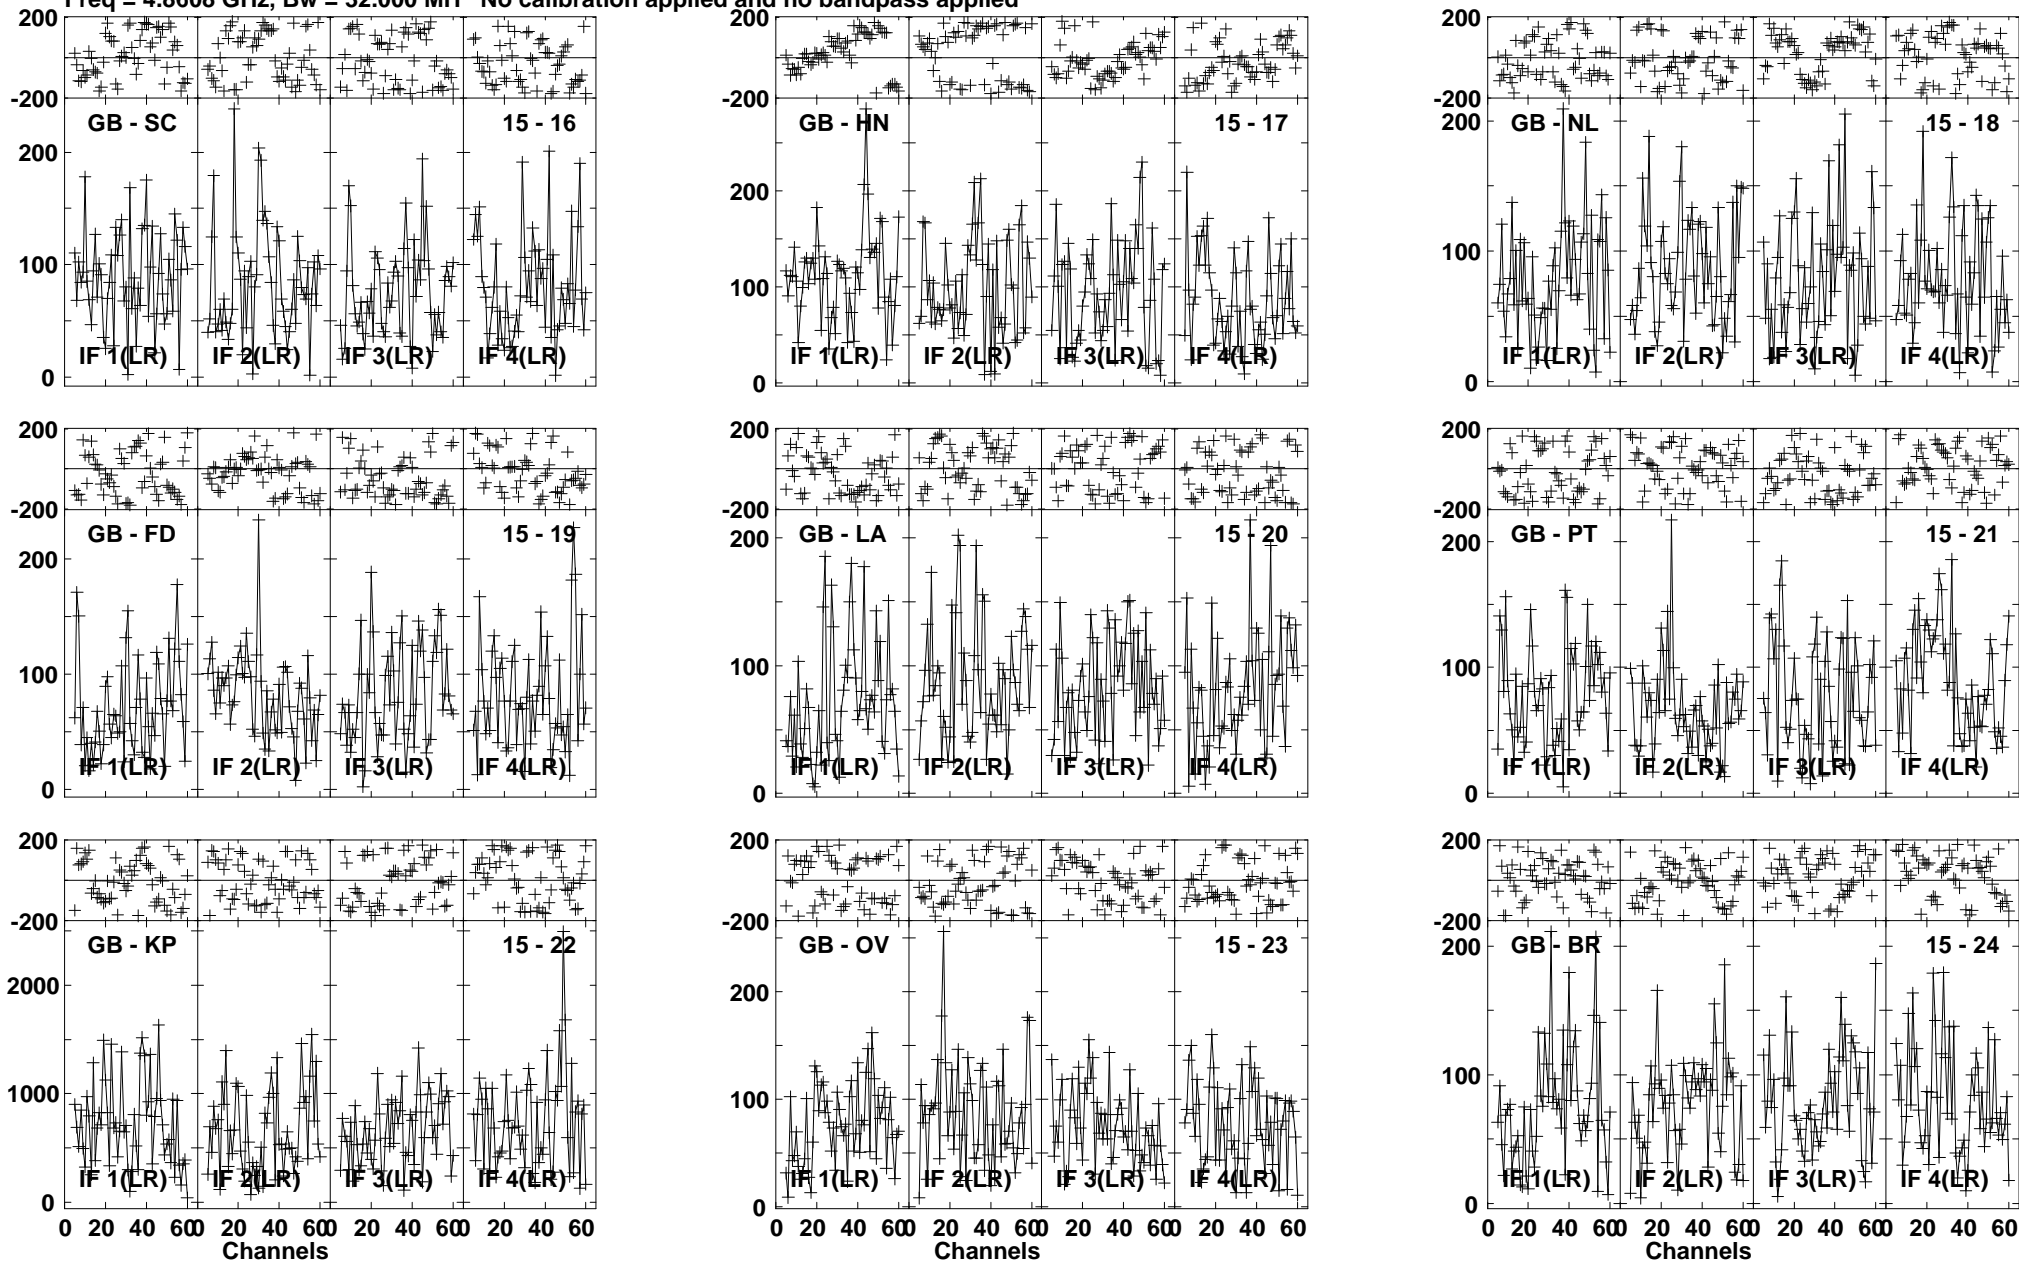 Freq = 4.8608 GHz, Bw = 32.000 MH No calibration applied and no bandpass applied
200
-200
GB - SC
15 - 16
200
100
0
IF 1(LR) IF 2(LR) IF 3(LR) IF 4(LR)
200
-200
GB - HN
15 - 17
200
100
0
IF 1(LR) IF 2(LR) IF 3(LR) IF 4(LR)
200
-200
GB - NL
15 - 18
200
100
0
IF 1(LR) IF 2(LR) IF 3(LR) IF 4(LR)
200
-200
GB - FD
15 - 19
200
100
0
IF 1(LR) IF 2(LR) IF 3(LR) IF 4(LR)
200
-200
GB - LA
15 - 20
200
100
0
IF 1(LR) IF 2(LR) IF 3(LR) IF 4(LR)
200
-200
GB - PT
15 - 21
200
100
0
IF 1(LR) IF 2(LR) IF 3(LR) IF 4(LR)
200
-200
GB - KP
15 - 22
2000
1000
0
IF 1(LR) IF 2(LR) IF 3(LR) IF 4(LR)
0 20 40 60 0 20 40 60 0 20 40 60 0 20 40 60
Channels
200
-200
GB - OV
15 - 23
200
100
0
IF 1(LR) IF 2(LR) IF 3(LR) IF 4(LR)
0 20 40 60 0 20 40 60 0 20 40 60 0 20 40 60
Channels
200
-200
GB - BR
15 - 24
200
100
0
IF 1(LR) IF 2(LR) IF 3(LR) IF 4(LR)
0 20 40 60 0 20 40 60 0 20 40 60 0 20 40 60
Channels